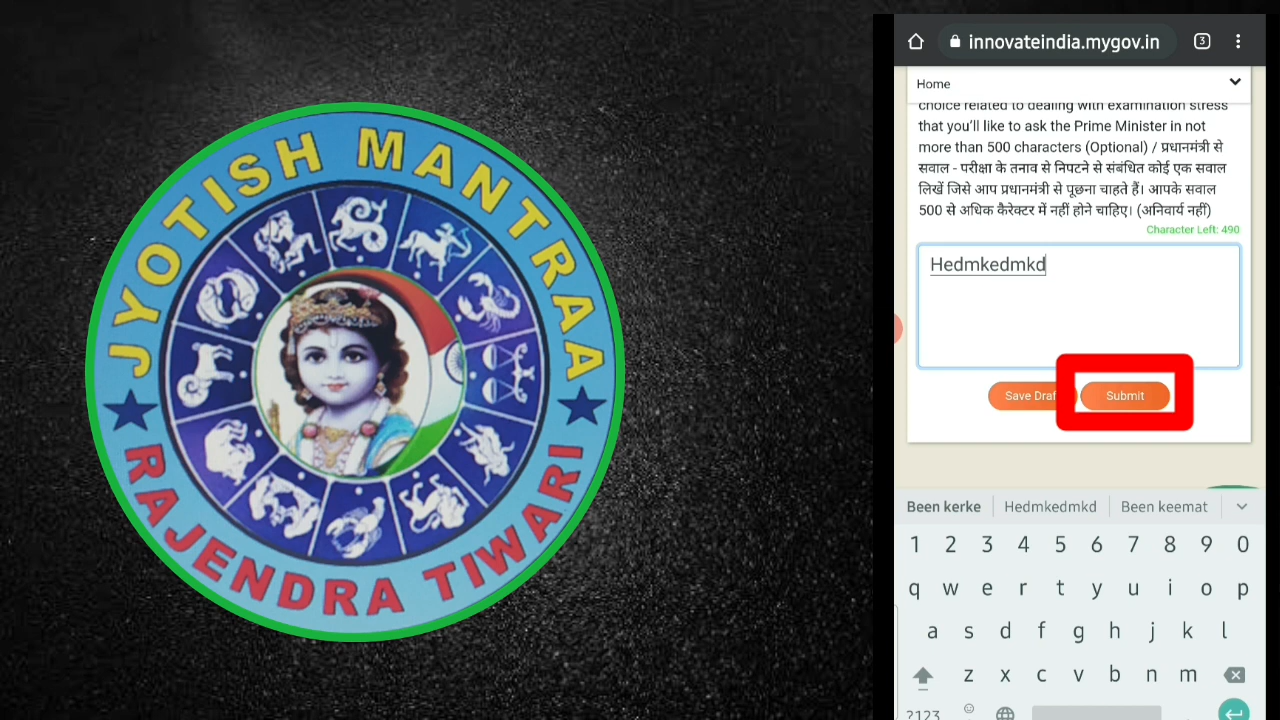 JYOTISH MANTRAA
RAJENDRA TIWARI
innovateindia.mygov.in
3
Home
choice related to dealing with examination stress
that you'll like to ask the Prime Minister in not
more than 500 characters (Optional) / प्रधानमंत्री से
सवाल - परीक्षा के तनाव से निपटने से संबंधित कोई एक सवाल
लिखें जिसे आप प्रधानमंत्री से पूछना चाहते हैं। आपके सवाल
500 से अधिक कैरेक्टर में नहीं होने चाहिए। (अनिवार्य नहीं)
Character Left: 490
Hedmkedmkd
Save Draf
Submit
Been kerke Hedmkedmkd Been keemat
1 2 3 4 5 6 7 8 9 0
q w e r t y u i o p
a s d f g h j k l
z x c v b n m
?123